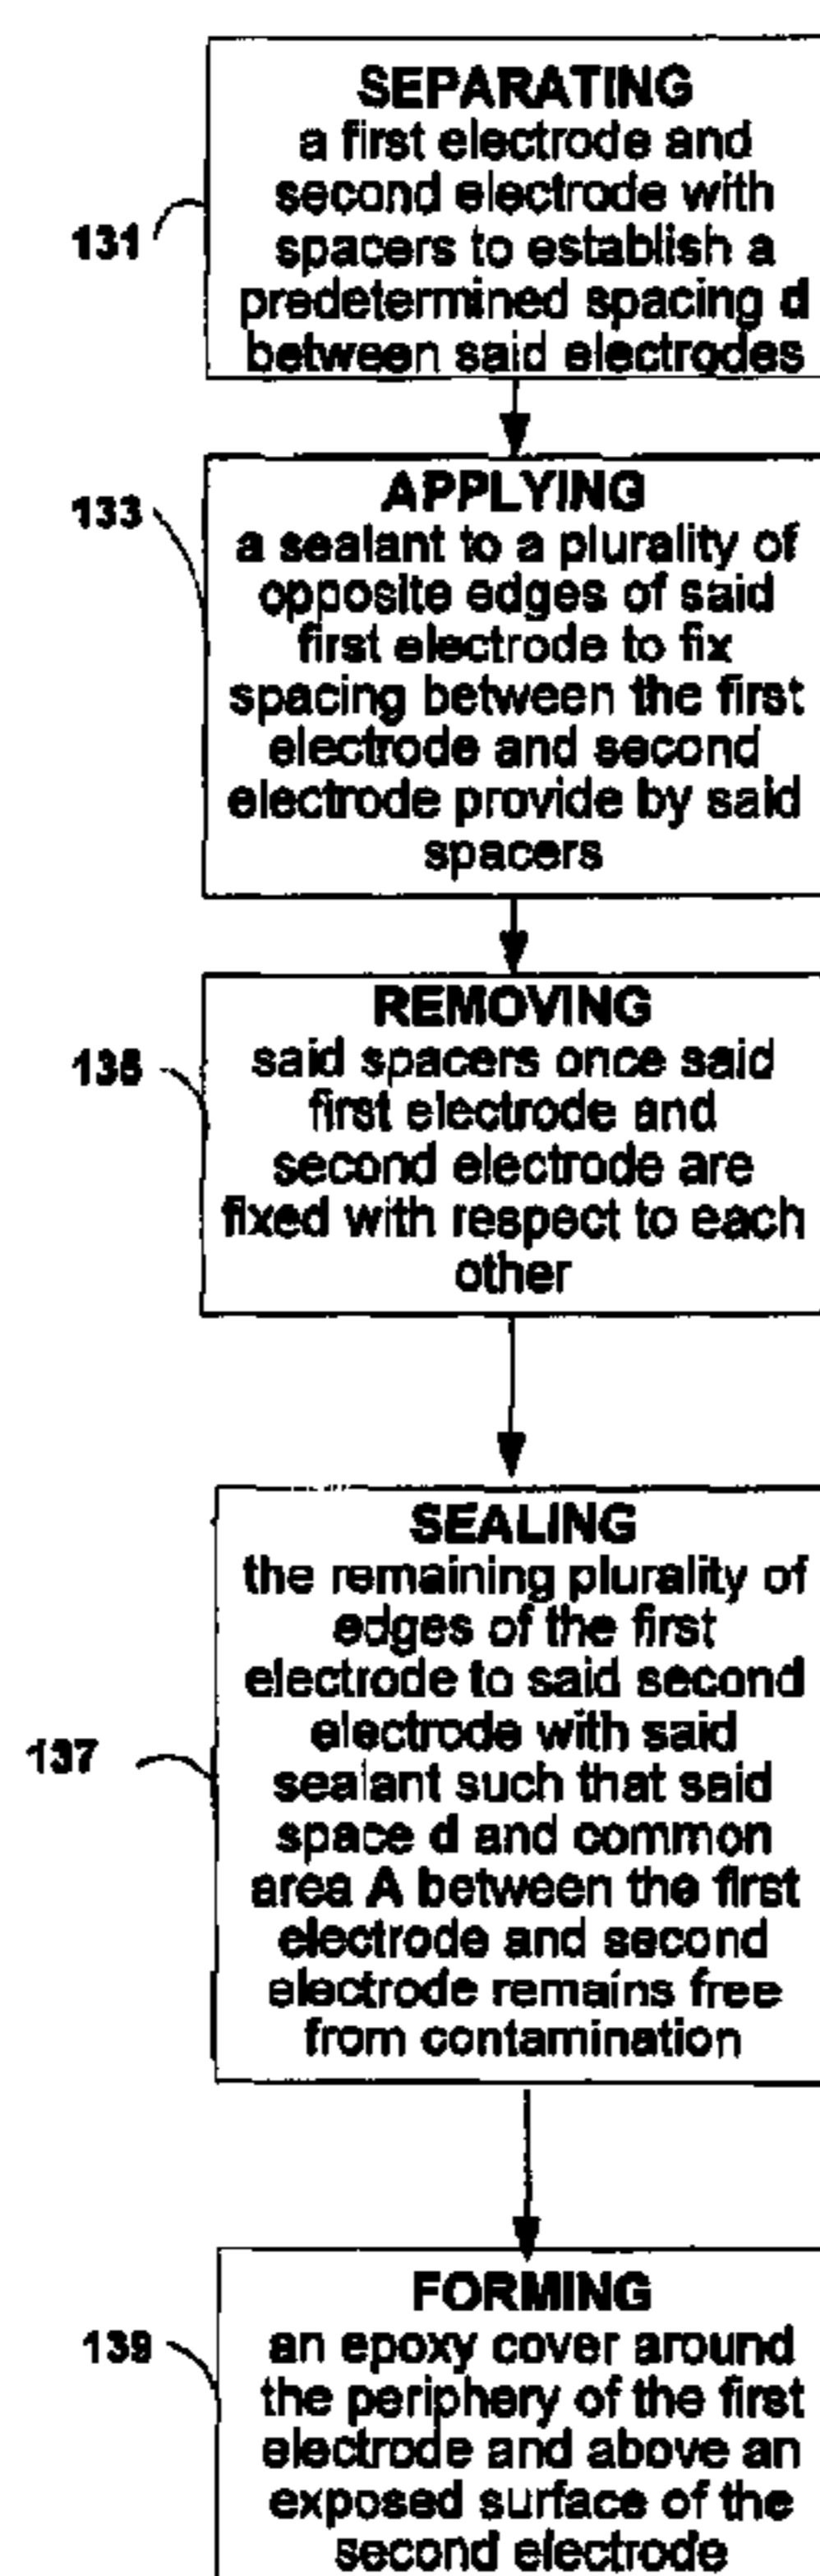 SEPARATING
a first electrode and
second electrode with
spacers to establish a
predetermined spacing d
between said electrodes
131
APPLYING
a sealant to a plurality of
opposite edges of said
first electrode to fix
spacing between the first
electrode and second
electrode provide by said
spacers
133
REMOVING
said spacers once said
first electrode and
second electrode are
fixed with respect to each
other
135
SEALING
the remaining plurality of
edges of the first
electrode to said second
electrode with said
sealant such that said
space d and common
area A between the first
electrode and second
electrode remains free
from contamination
137
FORMING
an epoxy cover around
the periphery of the first
electrode and above an
exposed surface of the
second electrode
139